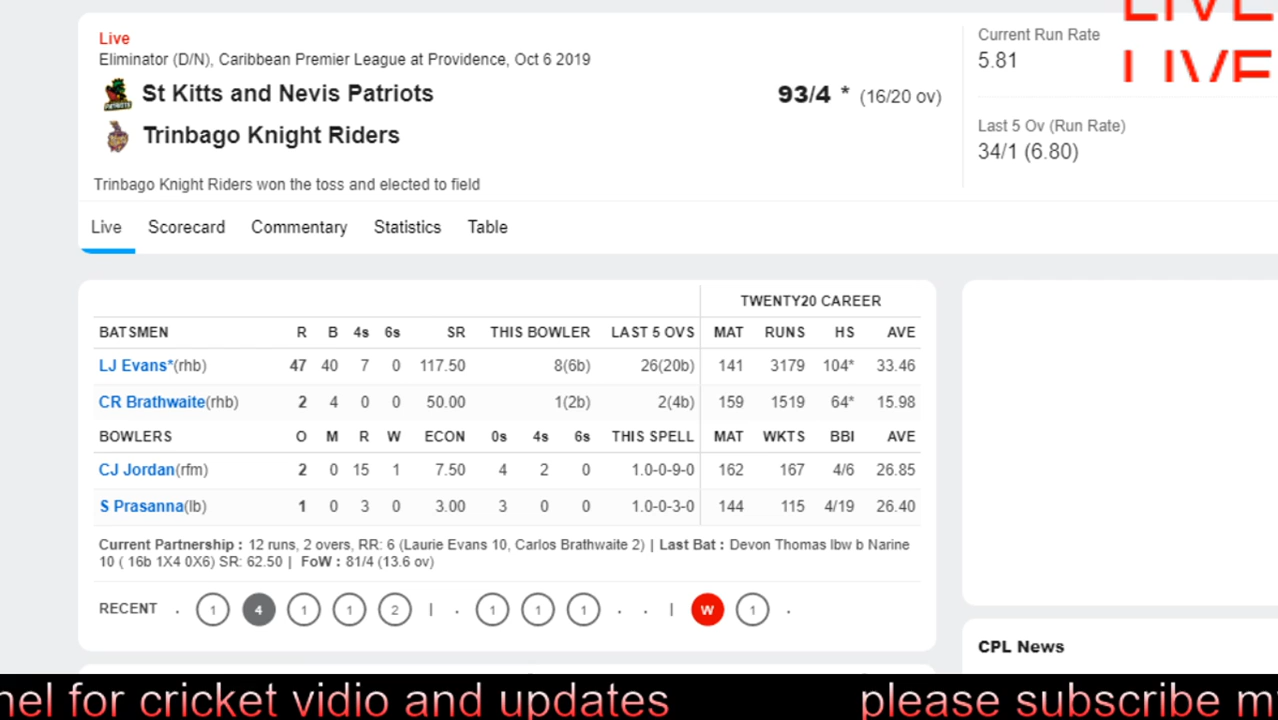 LIVE
LIVE
Live
Eliminator (D/N), Caribbean Premier League at Providence, Oct 6 2019
St Kitts and Nevis Patriots 93/4 * (16/20 ov)
Trinbago Knight Riders
Trinbago Knight Riders won the toss and elected to field
Current Run Rate
5.81
Last 5 Ov (Run Rate)
34/1 (6.80)
Live Scorecard Commentary Statistics Table
TWENTY20 CAREER
BATSMEN R B 4s 6s SR THIS BOWLER LAST 5 OVS MAT RUNS HS AVE
LJ Evans*(rhb) 47 40 7 0 117.50 8(6b) 26(20b) 141 3179 104* 33.46
CR Brathwaite(rhb) 2 4 0 0 50.00 1(2b) 2(4b) 159 1519 64* 15.98
BOWLERS O M R W ECON 0s 4s 6s THIS SPELL MAT WKTS BBI AVE
CJ Jordan(rfm) 2 0 15 1 7.50 4 2 0 1.0-0-9-0 162 167 4/6 26.85
S Prasanna(lb) 1 0 3 0 3.00 3 0 0 1.0-0-3-0 144 115 4/19 26.40
Current Partnership : 12 runs, 2 overs, RR: 6 (Laurie Evans 10, Carlos Brathwaite 2) | Last Bat : Devon Thomas lbw b Narine
10 ( 16b 1X4 0X6) SR: 62.50 | FoW : 81/4 (13.6 ov)
RECENT . 1 4 1 1 2 | . 1 1 1 . . | W 1 .
CPL News
nel for cricket vidio and updates please subscribe m